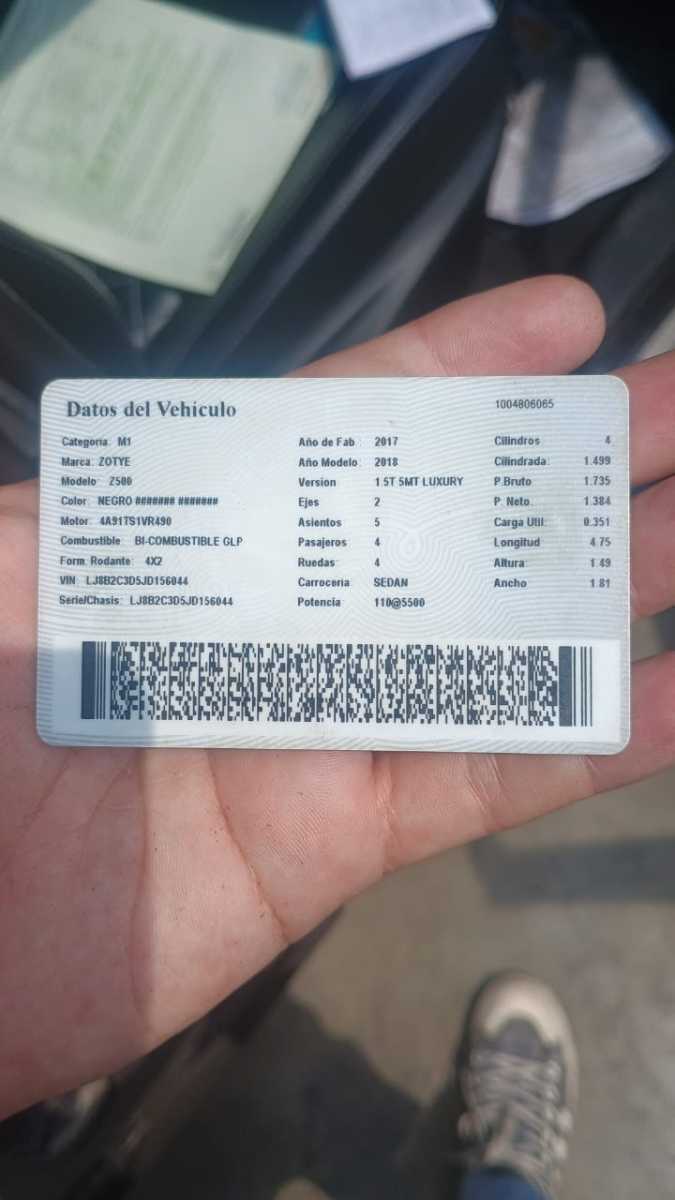 Datos del Vehículo
1004806065
Categoría: M1
Marca: ZOTYE
Modelo: Z500
Color: NEGRO ####### #######
Motor: 4A91TS1VR490
Combustible: BI-COMBUSTIBLE GLP
Form. Rodante: 4X2
VIN: LJ8B2C3D5JD156044
Serie/Chasis: LJ8B2C3D5JD156044
Año de Fab: 2017
Año Modelo: 2018
Version 1 5T 5MT LUXURY
Ejes 2
Asientos 5
Pasajeros 4
Ruedas 4
Carroceria SEDAN
Potencia 110@5500
Cilindros 4
Cilindrada: 1.499
P.Bruto 1.735
P. Neto. 1.384
Carga Util: 0.351
Longitud 4.75
Altura: 1.49
Ancho 1.81